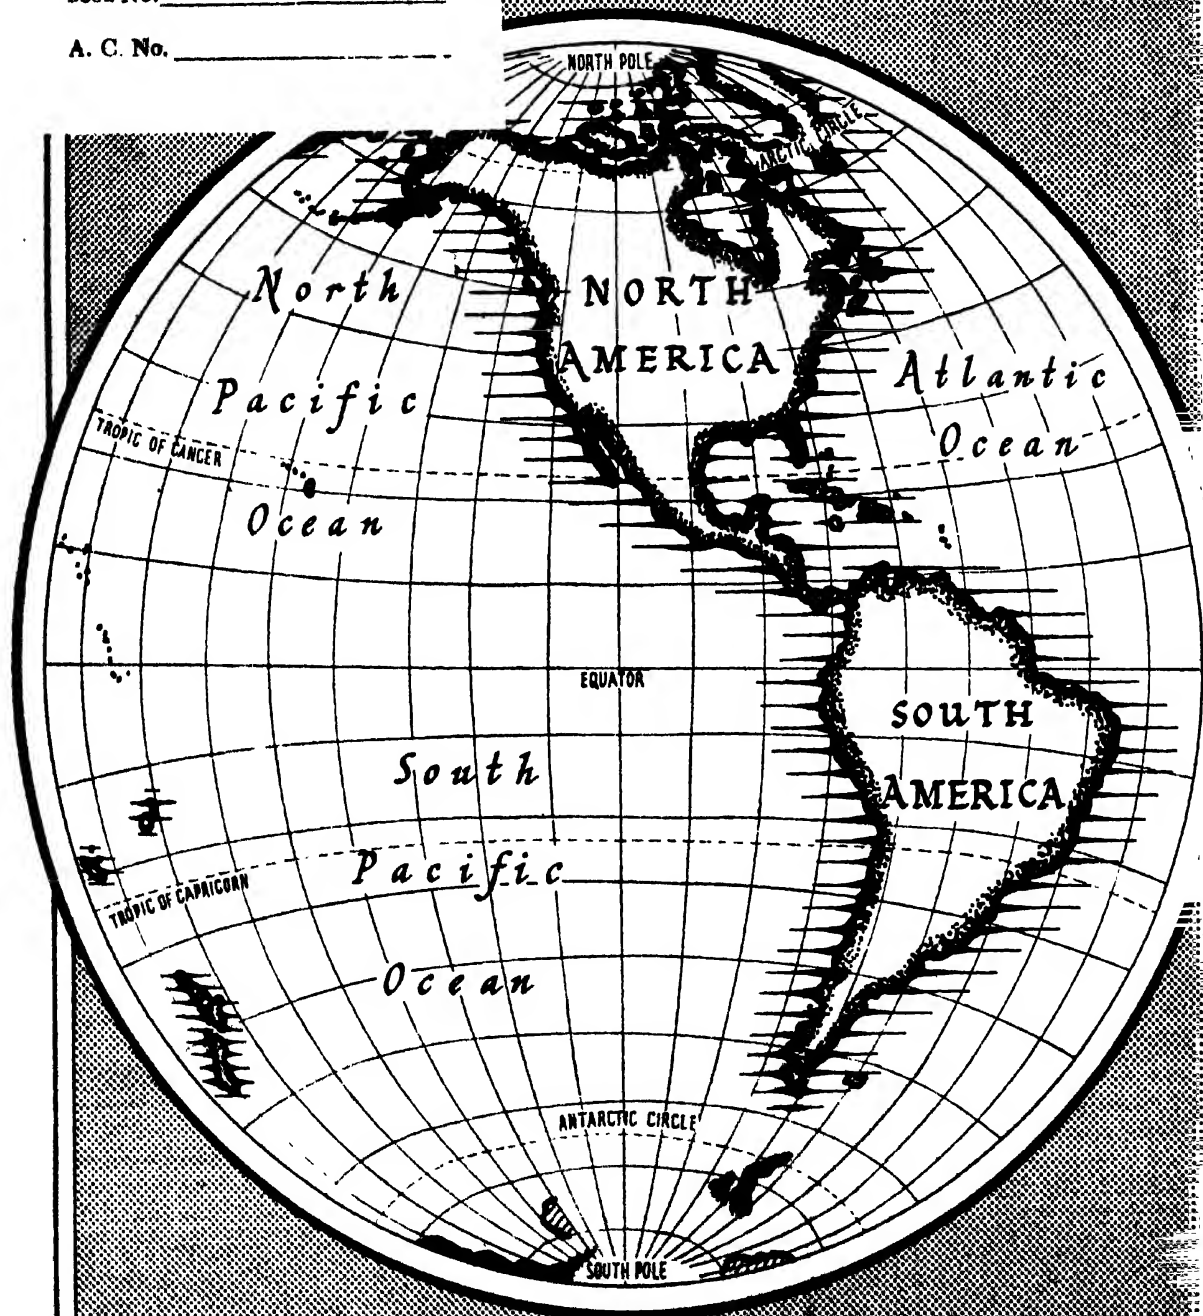 A. C. No.
NORTH POLE
ARCTIC CIRCLE
North
Pacific
Ocean
NORTH
AMERICA
Atlantic
Ocean
TROPIC OF CANCER
EQUATOR
SOUTH
AMERICA
South
Pacific
Ocean
TROPIC OF CAPRICORN
ANTARCTIC CIRCLE
SOUTH POLE